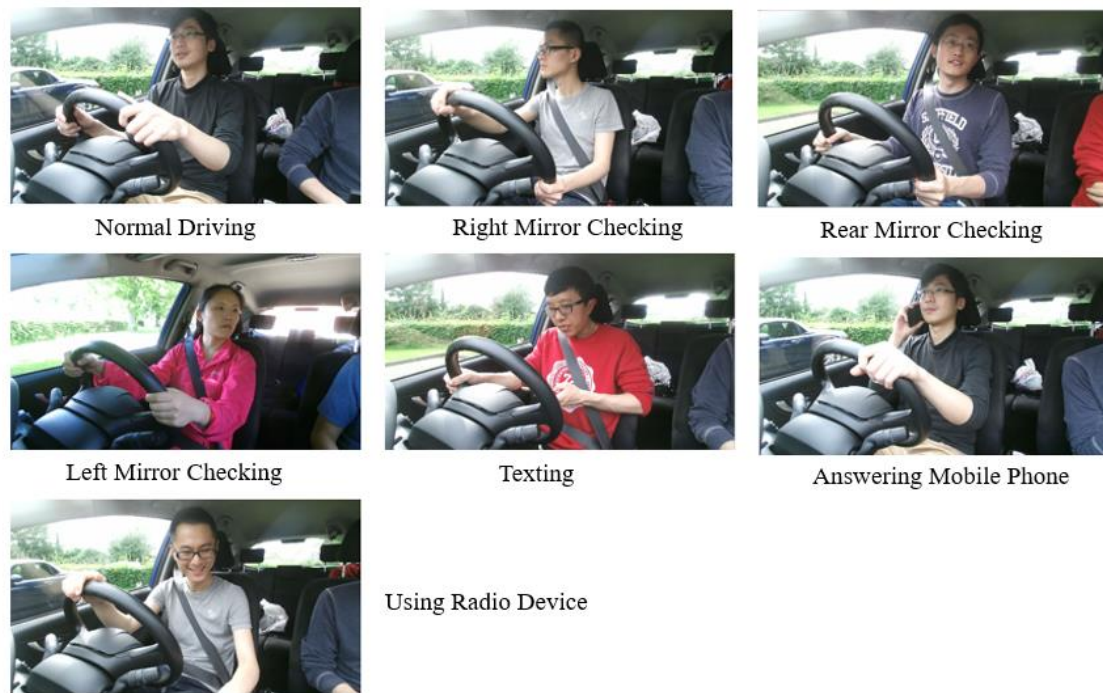 Normal Driving
Right Mirror Checking
Rear Mirror Checking
Left Mirror Checking
Texting
Answering Mobile Phone
Using Radio Device